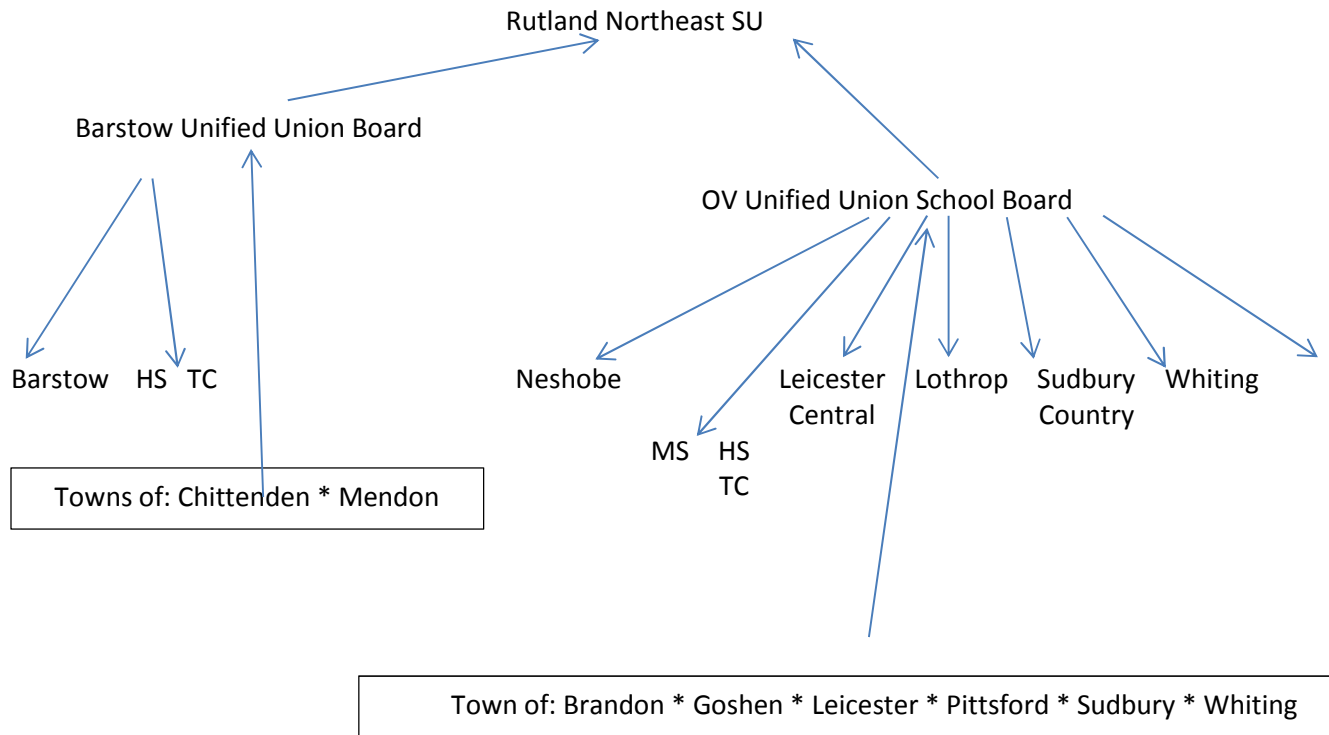 Rutland Northeast SU
Barstow Unified Union Board
OV Unified Union School Board
Barstow HS TC
Neshobe
Leicester
Central
Lothrop
Sudbury
Country
Whiting
MS HS
TC
Towns of: Chittenden * Mendon
Town of: Brandon * Goshen * Leicester * Pittsford * Sudbury * Whiting